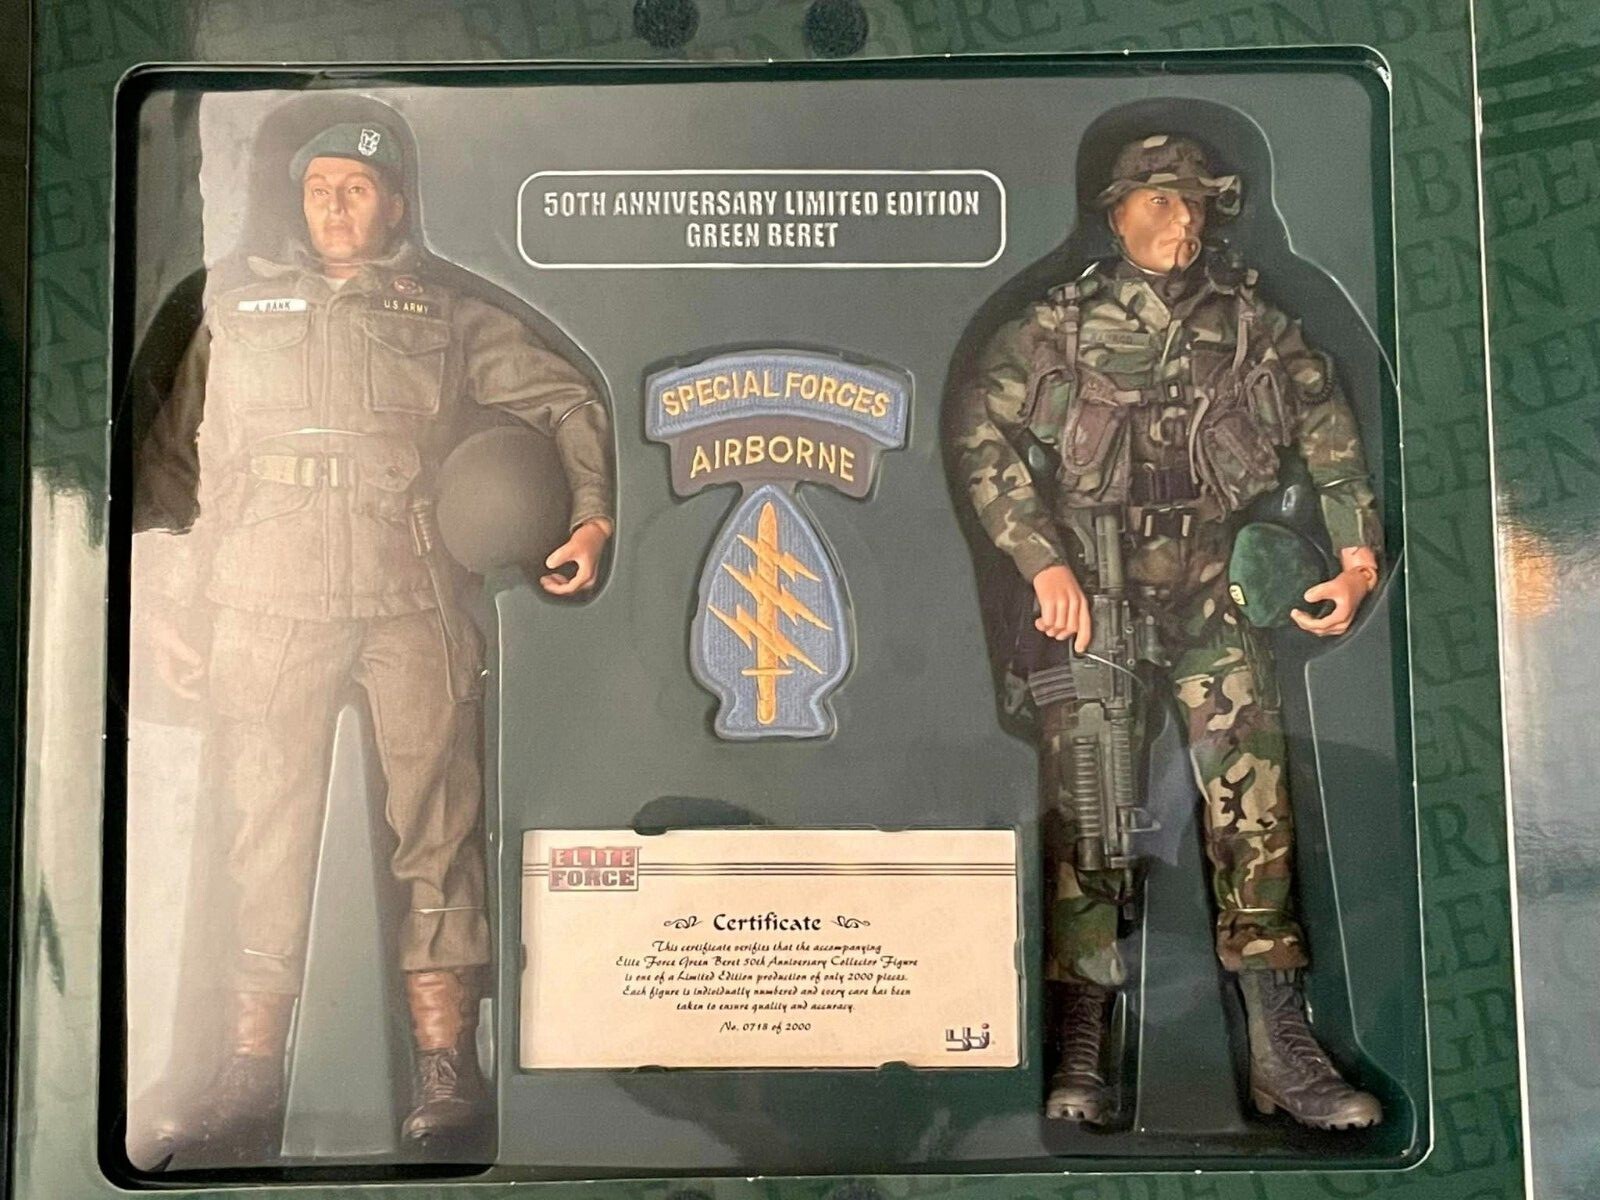 50TH ANNIVERSARY LIMITED EDITION
GREEN BERET
A. BANK
U.S. ARMY
SPECIAL FORCES
AIRBORNE
ELITE
FORCE
Certificate
This certificate verifies that the accompanying
Elite Force Green Beret 50th Anniversary Collector Figure
is one of a Limited Edition production of only 2000 pieces.
Each figure is individually numbered and every care has been
taken to ensure quality and accuracy.
No. 0718 of 2000
bbi